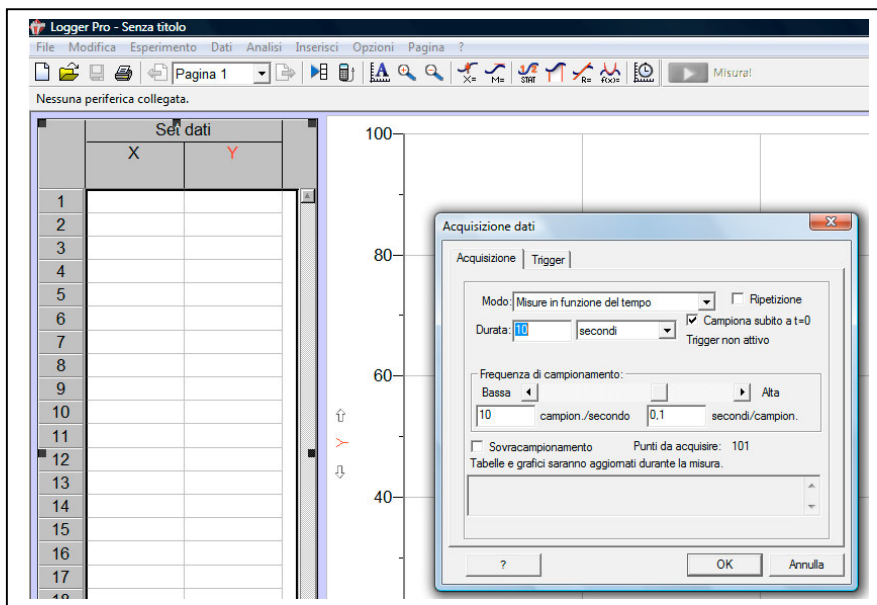 Logger Pro - Senza titolo
File Modifica Esperimento Dati Analisi Inserisci Opzioni Pagina ?
Pagina 1 X= M= STAT R= f(x)= Misura!
Nessuna periferica collegata.
Set dati
X Y
1
2
3
4
5
6
7
8
9
10
11
12
13
14
15
16
17
18
100
80
60
40
Y
Acquisizione dati
Acquisizione Trigger
Modo: Misure in funzione del tempo Ripetizione
Durata: 10 secondi Campiona subito a t=0
Trigger non attivo
Frequenza di campionamento:
Bassa Alta
10 campion./secondo 0,1 secondi/campion.
Sovracampionamento Punti da acquisire: 101
Tabelle e grafici saranno aggiornati durante la misura.
? OK Annulla